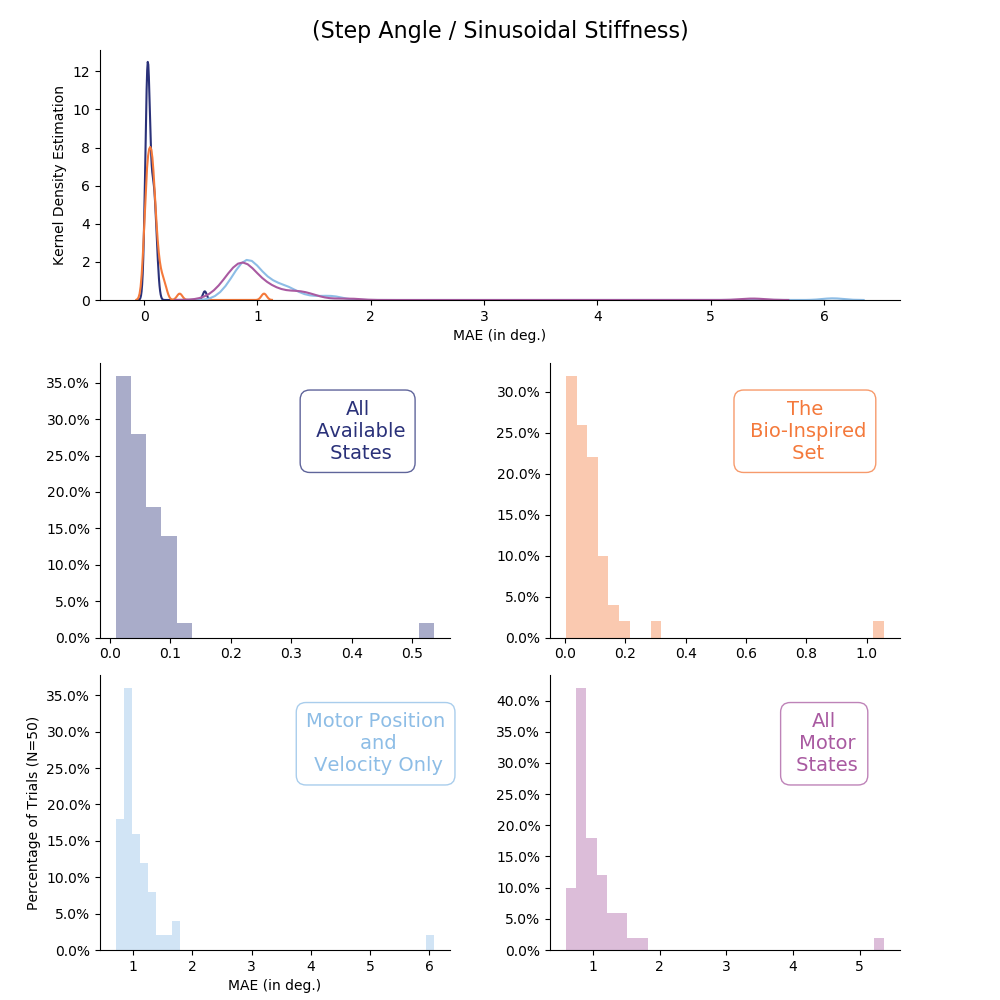 (Step Angle / Sinusoidal Stiffness)
Kernel Density Estimation
12
10
8
6
4
2
0
0 1 2 3 4 5 6
MAE (in deg.)
35.0%
30.0%
25.0%
20.0%
15.0%
10.0%
5.0%
0.0%
0.0 0.1 0.2 0.3 0.4 0.5
All
Available
States
30.0%
25.0%
20.0%
15.0%
10.0%
5.0%
0.0%
0.0 0.2 0.4 0.6 0.8 1.0
The
Bio-Inspired
Set
Percentage of Trials (N=50)
35.0%
30.0%
25.0%
20.0%
15.0%
10.0%
5.0%
0.0%
1 2 3 4 5 6
MAE (in deg.)
Motor Position
and
Velocity Only
40.0%
35.0%
30.0%
25.0%
20.0%
15.0%
10.0%
5.0%
0.0%
1 2 3 4 5
All
Motor
States